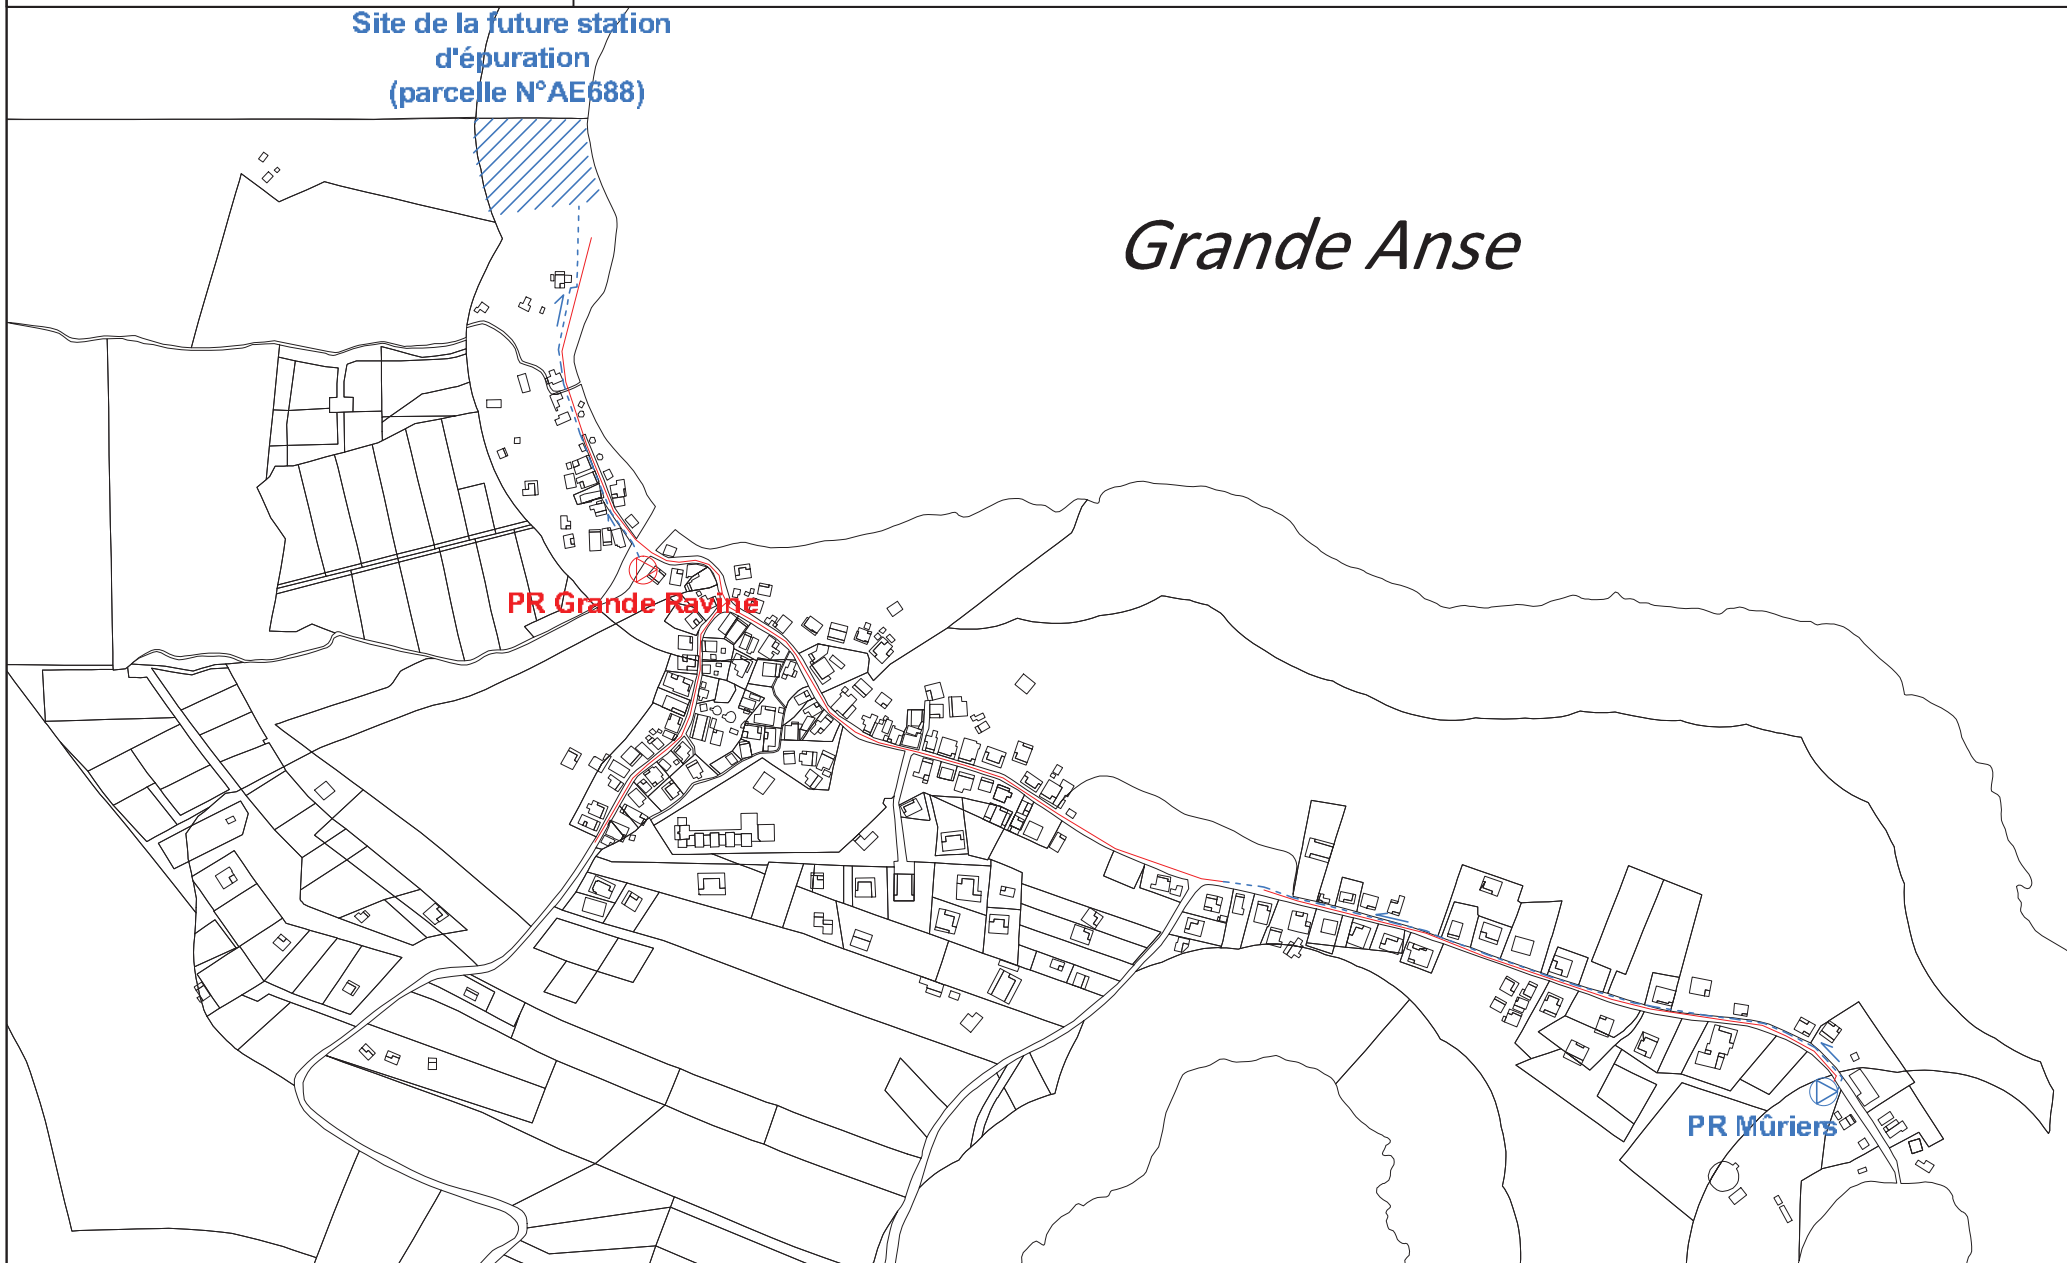 Site de la future station
d'épuration
(parcelle N°AE688)
Grande Anse
PR Grande Ravine
PR Mûriers